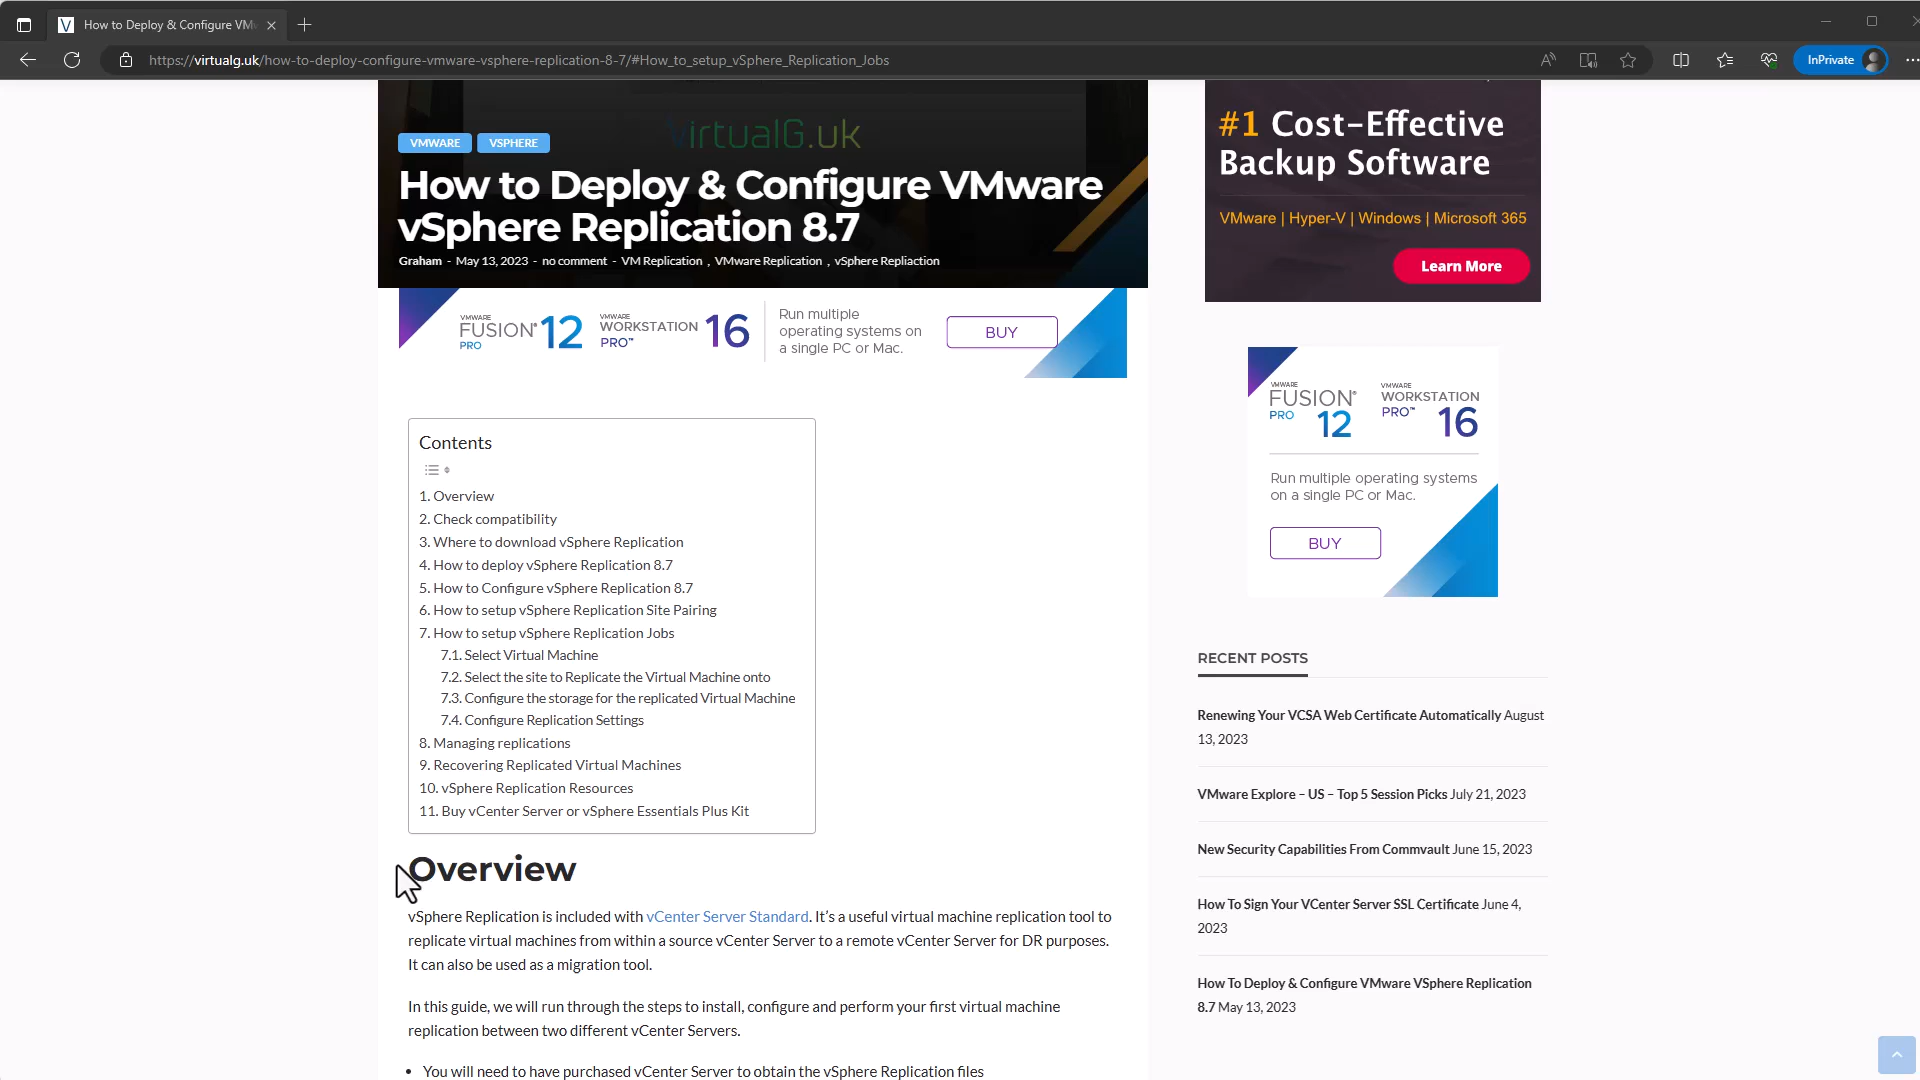 How to Deploy & Configure VMw
https://virtualg.uk/how-to-deploy-configure-vmware-vsphere-replication-8-7/#How_to_setup_vSphere_Replication_Jobs
InPrivate
VirtualG.uk
VMWARE
VSPHERE
How to Deploy & Configure VMware
vSphere Replication 8.7
Graham - May 13, 2023 - no comment - VM Replication , VMware Replication , vSphere Repliaction
VMWARE
FUSION® 12
PRO
VMWARE
WORKSTATION
PRO™ 16
Run multiple
operating systems on
a single PC or Mac.
BUY
Contents
1. Overview
2. Check compatibility
3. Where to download vSphere Replication
4. How to deploy vSphere Replication 8.7
5. How to Configure vSphere Replication 8.7
6. How to setup vSphere Replication Site Pairing
7. How to setup vSphere Replication Jobs
7.1. Select Virtual Machine
7.2. Select the site to Replicate the Virtual Machine onto
7.3. Configure the storage for the replicated Virtual Machine
7.4. Configure Replication Settings
8. Managing replications
9. Recovering Replicated Virtual Machines
10. vSphere Replication Resources
11. Buy vCenter Server or vSphere Essentials Plus Kit
Overview
vSphere Replication is included with vCenter Server Standard. It's a useful virtual machine replication tool to
replicate virtual machines from within a source vCenter Server to a remote vCenter Server for DR purposes.
It can also be used as a migration tool.
In this guide, we will run through the steps to install, configure and perform your first virtual machine
replication between two different vCenter Servers.
• You will need to have purchased vCenter Server to obtain the vSphere Replication files
#1 Cost-Effective
Backup Software
VMware | Hyper-V | Windows | Microsoft 365
Learn More
VMWARE
FUSION®
PRO 12
VMWARE
WORKSTATION
PRO™ 16
Run multiple operating systems
on a single PC or Mac.
BUY
RECENT POSTS
Renewing Your VCSA Web Certificate Automatically August
13, 2023
VMware Explore – US – Top 5 Session Picks July 21, 2023
New Security Capabilities From Commvault June 15, 2023
How To Sign Your VCenter Server SSL Certificate June 4,
2023
How To Deploy & Configure VMware VSphere Replication
8.7 May 13, 2023